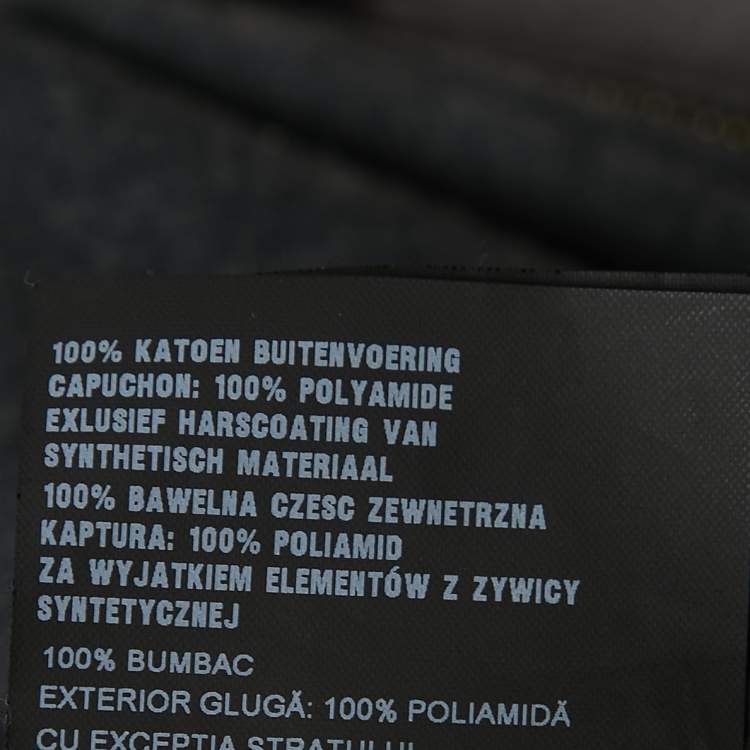 100% KATOEN BUITENVOERING
CAPUCHON: 100% POLYAMIDE
EXLUSIEF HARSCOATING VAN
SYNTHETISCH MATERIAAL
100% BAWELNA CZESC ZEWNETRZNA
KAPTURA: 100% POLIAMID
ZA WYJATKIEM ELEMENTÓW Z ZYWICY
SYNTETYCZNEJ
100% BUMBAC
EXTERIOR GLUGĂ: 100% POLIAMIDĂ
CU EXCEPTIA STRATULUI